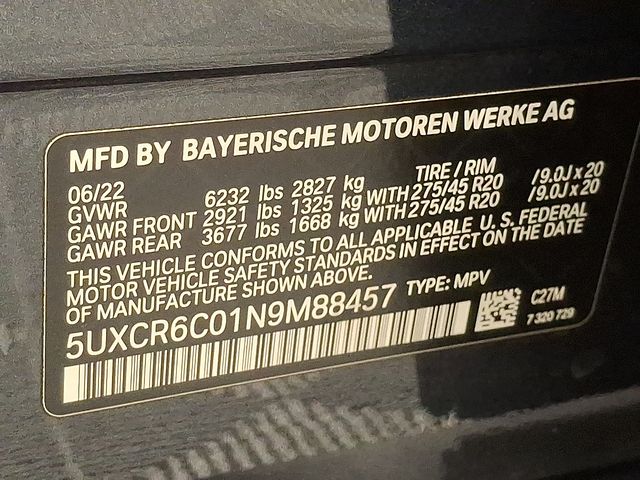 MFD BY BAYERISCHE MOTOREN WERKE AG
06/22 TIRE / RIM
GVWR 6232 lbs 2827 kg
GAWR FRONT 2921 lbs 1325 kg WITH 275/45 R20 /9.0J x 20
GAWR REAR 3677 lbs 1668 kg WITH 275/45 R20 /9.0J x 20
THIS VEHICLE CONFORMS TO ALL APPLICABLE U. S. FEDERAL
MOTOR VEHICLE SAFETY STANDARDS IN EFFECT ON THE DATE
OF MANUFACTURE SHOWN ABOVE.
5UXCR6C01N9M88457 TYPE: MPV
C27M
7 320 729